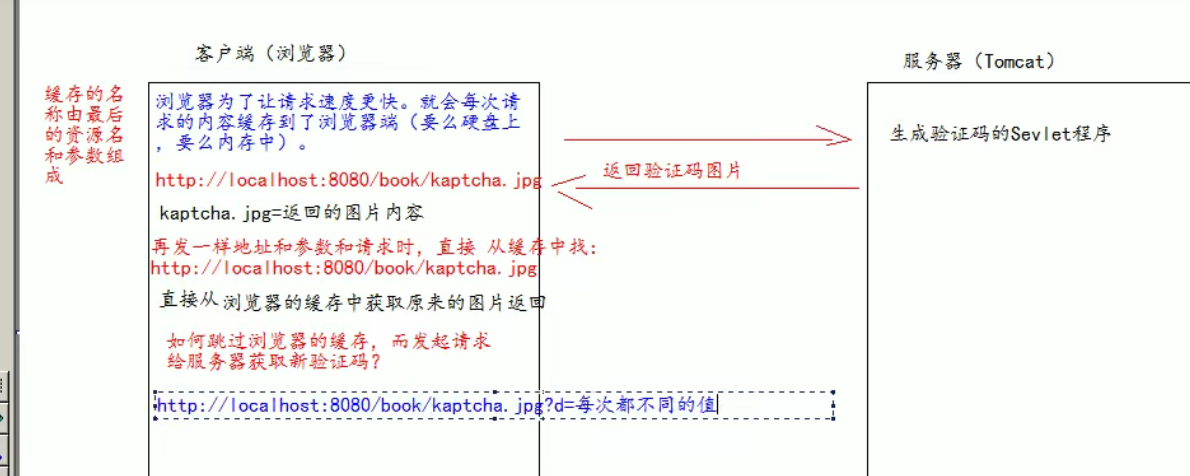 客户端（浏览器）
服务器（Tomcat）
缓存的名
称由最后
的资源名
和参数组
成
浏览器为了让请求速度更快。就会每次请
求的内容缓存到了浏览器端（要么硬盘上
，要么内存中）。
http://localhost:8080/book/kaptcha.jpg
kaptcha.jpg=返回的图片内容
再发一样地址和参数和请求时，直接 从缓存中找：
http://localhost:8080/book/kaptcha.jpg
直接从 浏览器的缓存中获取原来的图片返回
如何跳过浏览器的缓存，而发起请求
给服务器获取新验证码？
http://localhost:8080/book/kaptcha.jpg?d=每次都不同的值
返回验证码图片
生成验证码的Sevlet程序